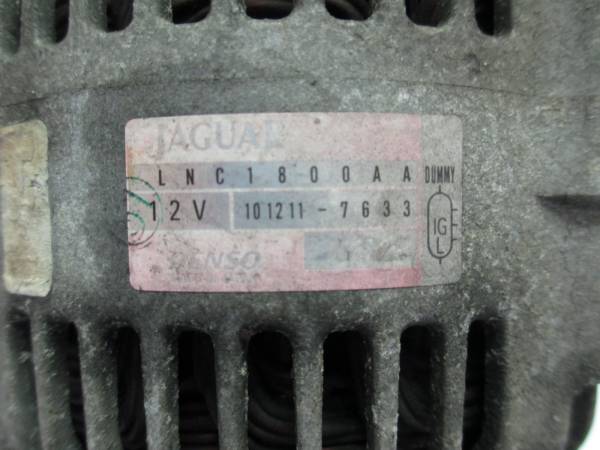 JAGUAR
LNC1800AA DUMMY
12V 101211-7633
IG
L
DENSO